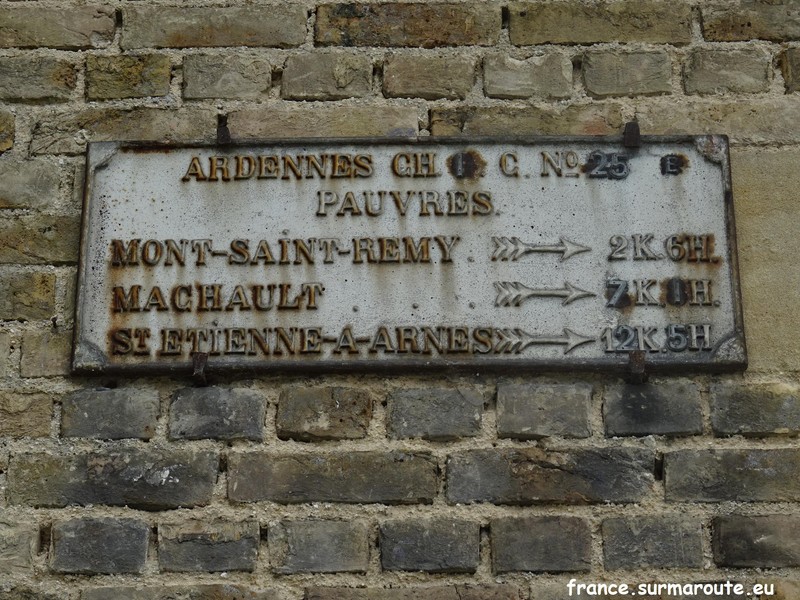 ARDENNES CH. I. C. No 25 E
PAUVRES.
MONT-SAINT-REMY 2K.6H.
MACHAULT 7K.1H.
ST ETIENNE-A-ARNES 12K.5H
france.surmaroute.eu